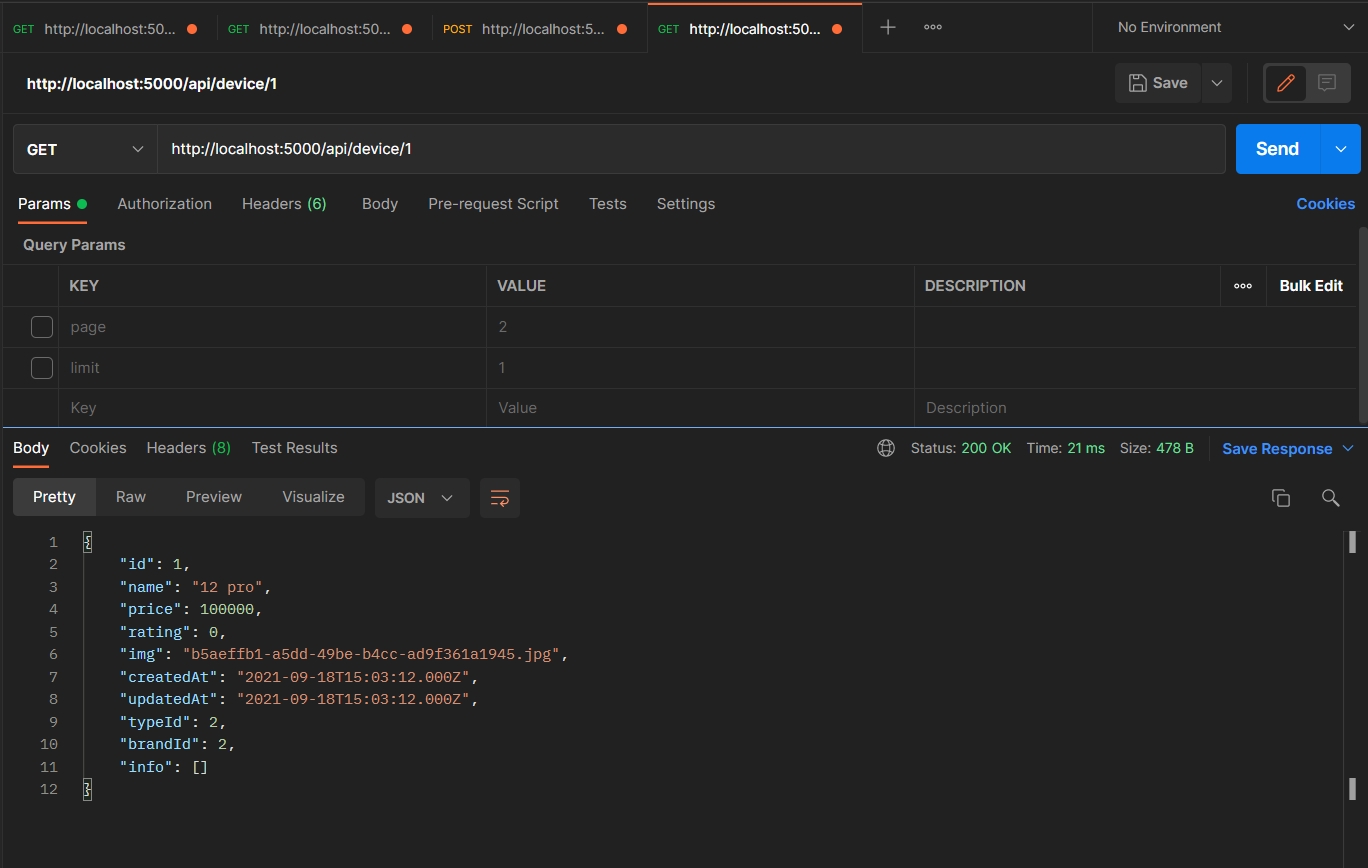 GET http://localhost:50... GET http://localhost:50... POST http://localhost:5... GET http://localhost:50... No Environment
http://localhost:5000/api/device/1 Save
GET http://localhost:5000/api/device/1 Send
Params Authorization Headers (6) Body Pre-request Script Tests Settings Cookies
Query Params
KEY VALUE DESCRIPTION Bulk Edit
page 2
limit 1
Key Value Description
Body Cookies Headers (8) Test Results Status: 200 OK Time: 21 ms Size: 478 B Save Response
Pretty Raw Preview Visualize JSON
1 {
2 "id": 1,
3 "name": "12 pro",
4 "price": 100000,
5 "rating": 0,
6 "img": "b5aeffb1-a5dd-49be-b4cc-ad9f361a1945.jpg",
7 "createdAt": "2021-09-18T15:03:12.000Z",
8 "updatedAt": "2021-09-18T15:03:12.000Z",
9 "typeId": 2,
10 "brandId": 2,
11 "info": []
12 }